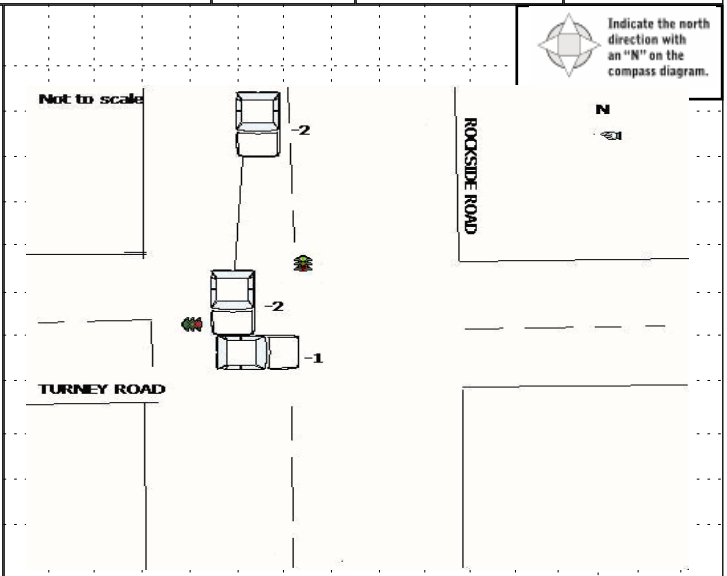 Indicate the north
direction with
an “N” on the
compass diagram.
Not to scale
N
-2
ROCKSIDE ROAD
-2
-1
TURNEY ROAD